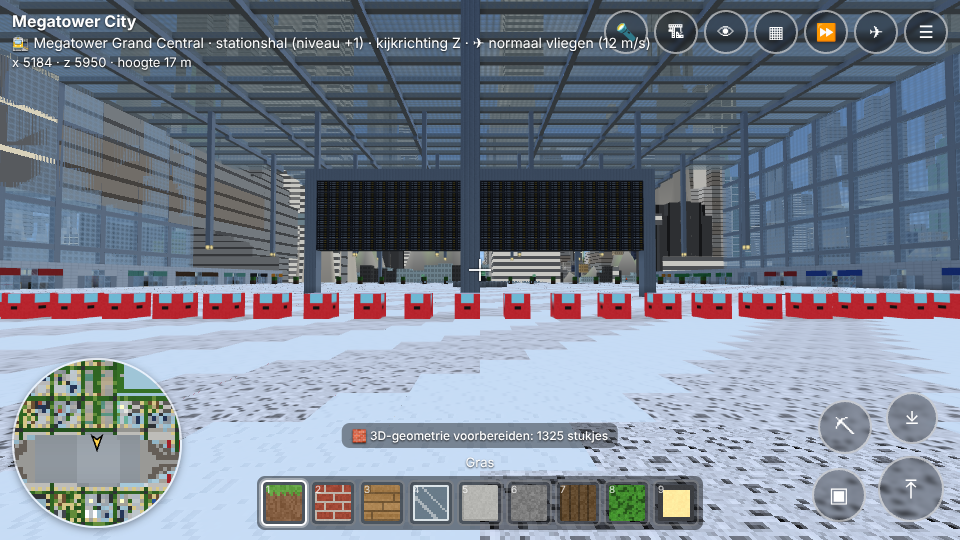 Megatower City
Megatower Grand Central · stationshal (niveau +1) · kijkrichting Z · ✈ normaal vliegen (12 m/s)
x 5184 · z 5950 · hoogte 17 m
3D-geometrie voorbereiden: 1325 stukjes
Gras
1 2 3 4 5 6 7 8 9